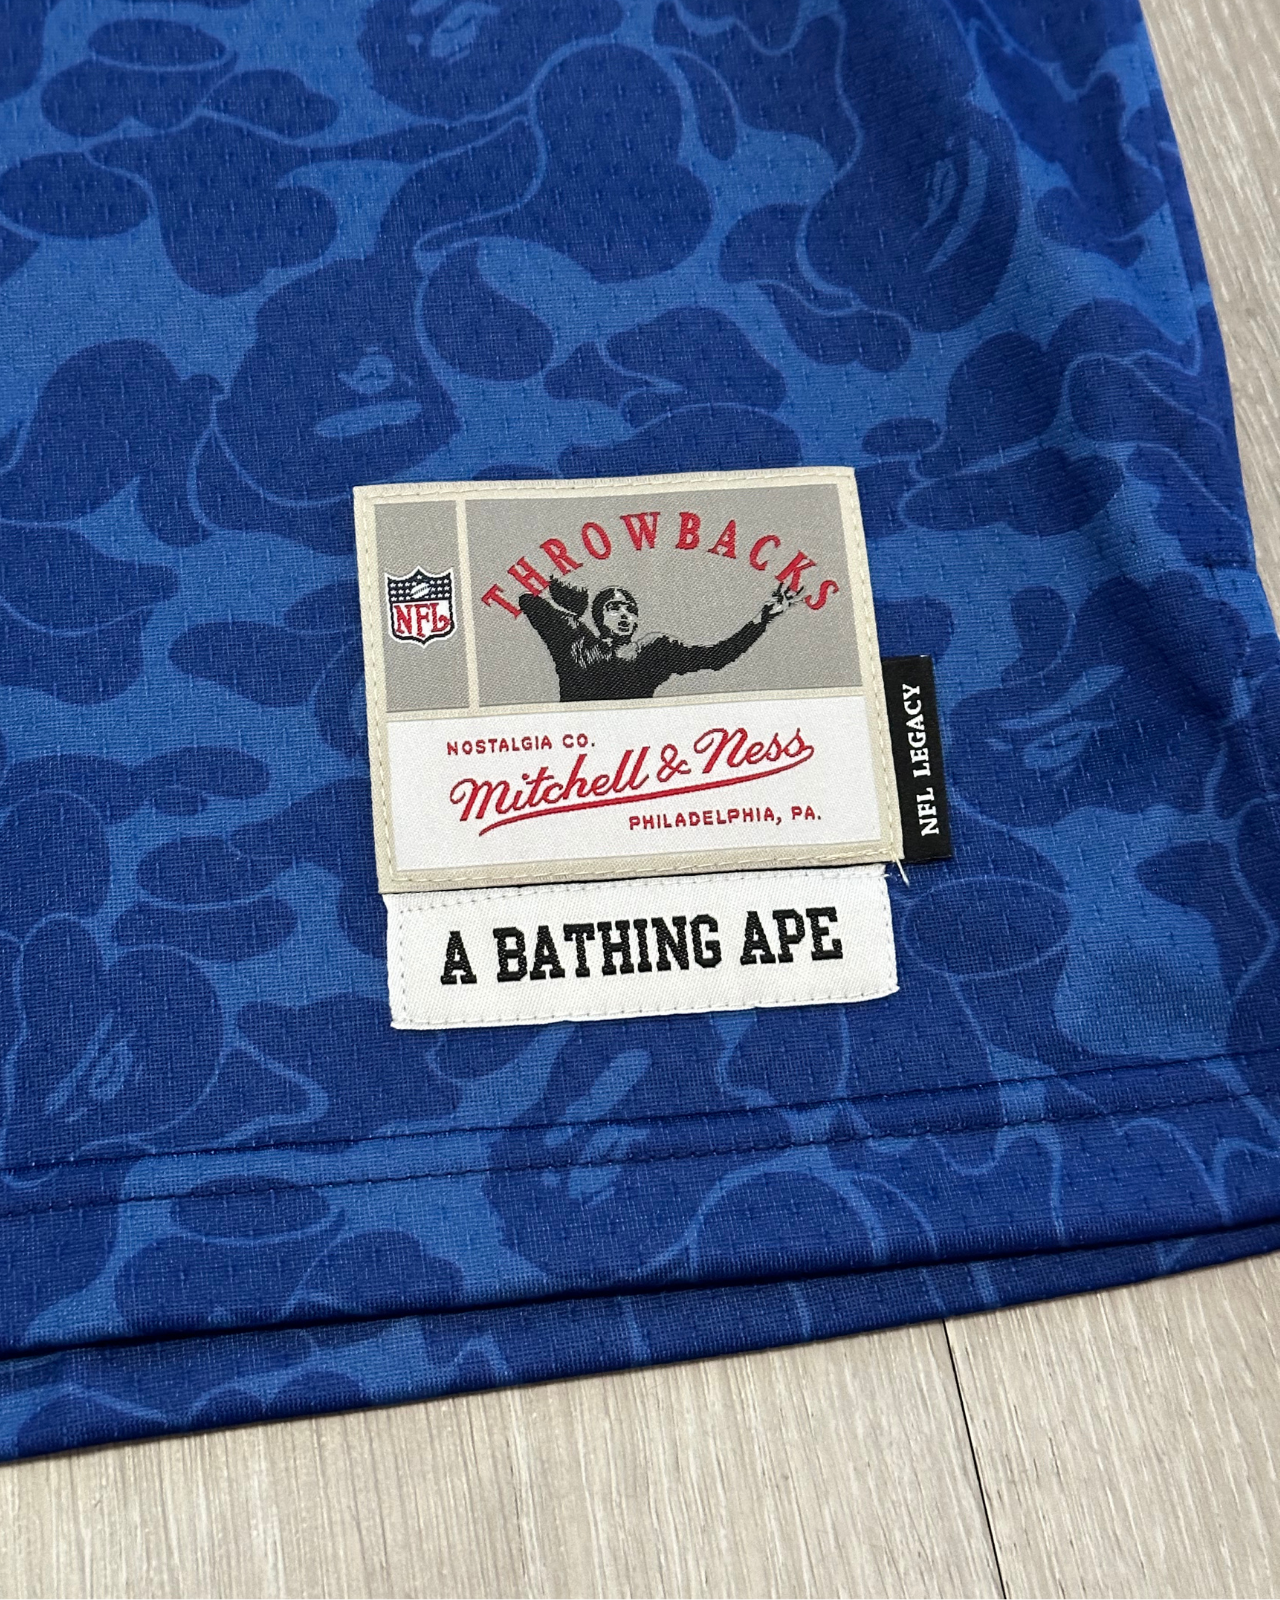 THROWBACKS
NFL
NOSTALGIA CO.
Mitchell & Ness
PHILADELPHIA, PA.
NFL LEGACY
A BATHING APE